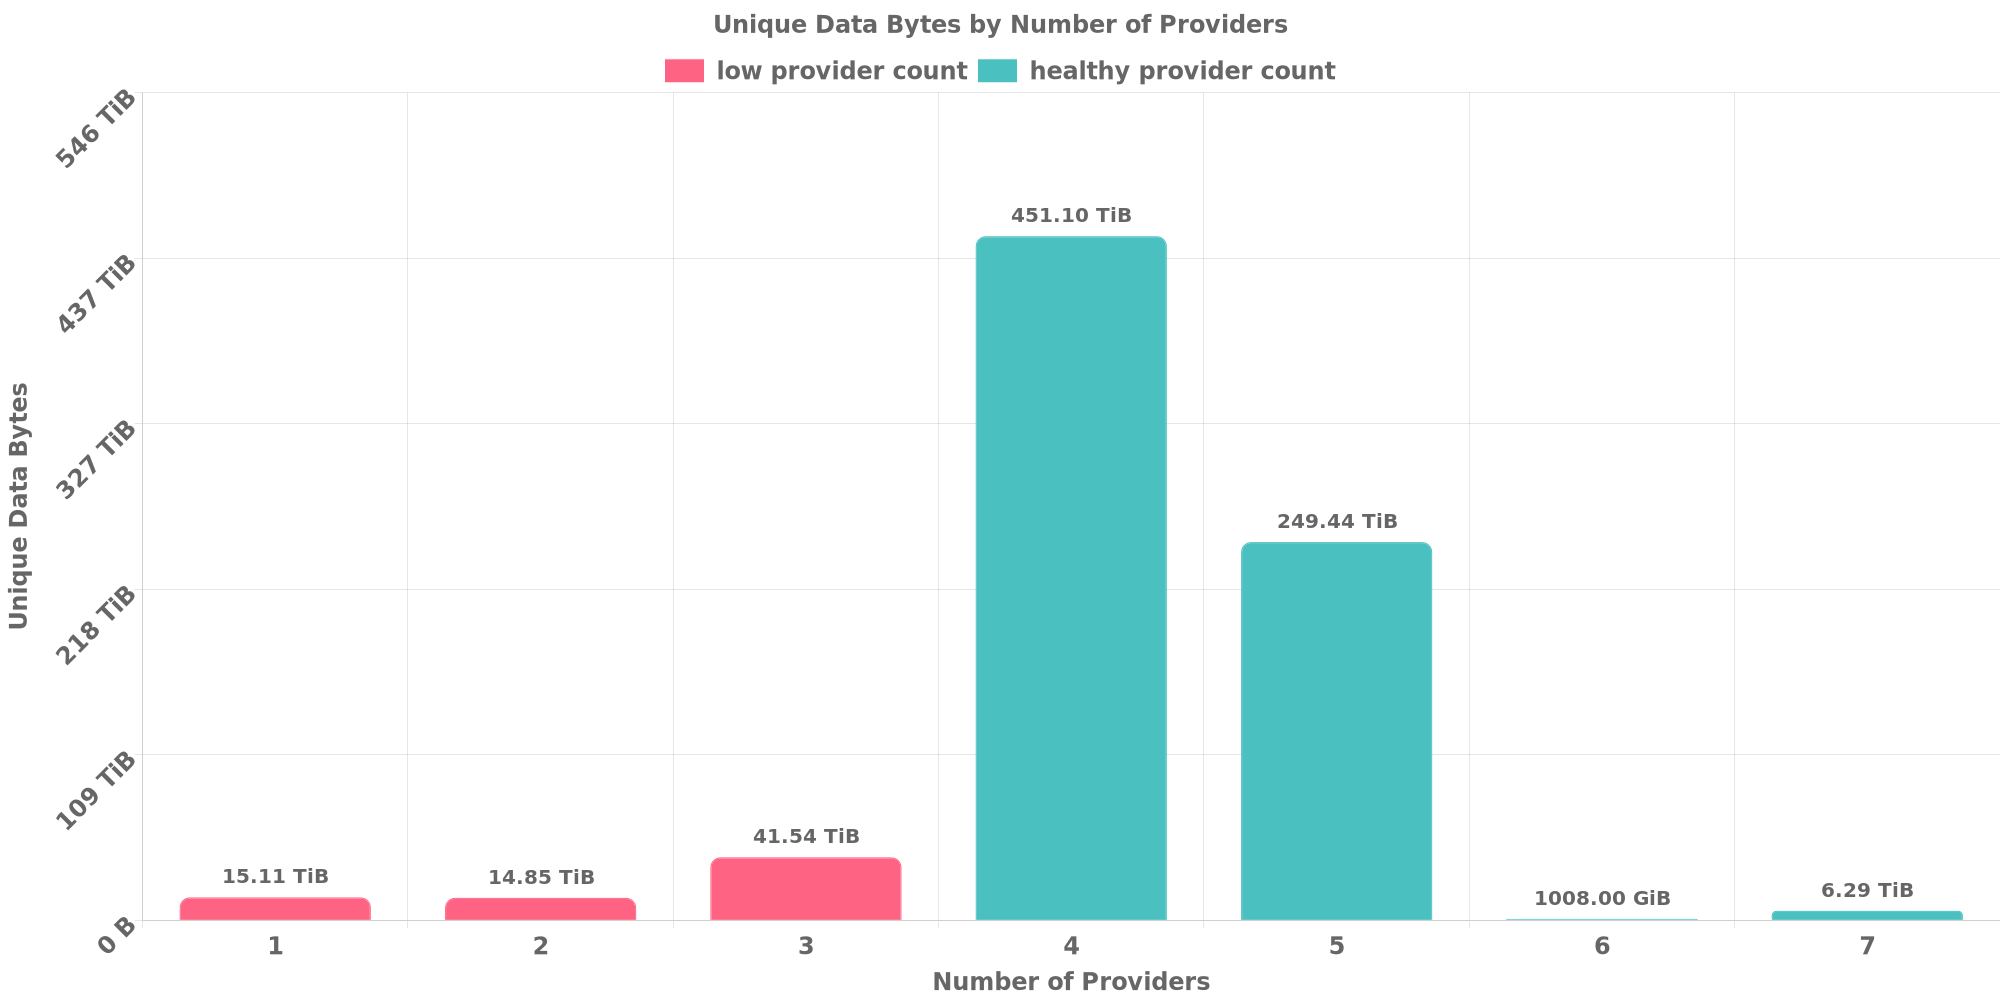 Unique Data Bytes by Number of Providers
low provider count healthy provider count
546 TiB
437 TiB
327 TiB
218 TiB
109 TiB
0 B
Unique Data Bytes
15.11 TiB
14.85 TiB
41.54 TiB
451.10 TiB
249.44 TiB
1008.00 GiB
6.29 TiB
1 2 3 4 5 6 7
Number of Providers